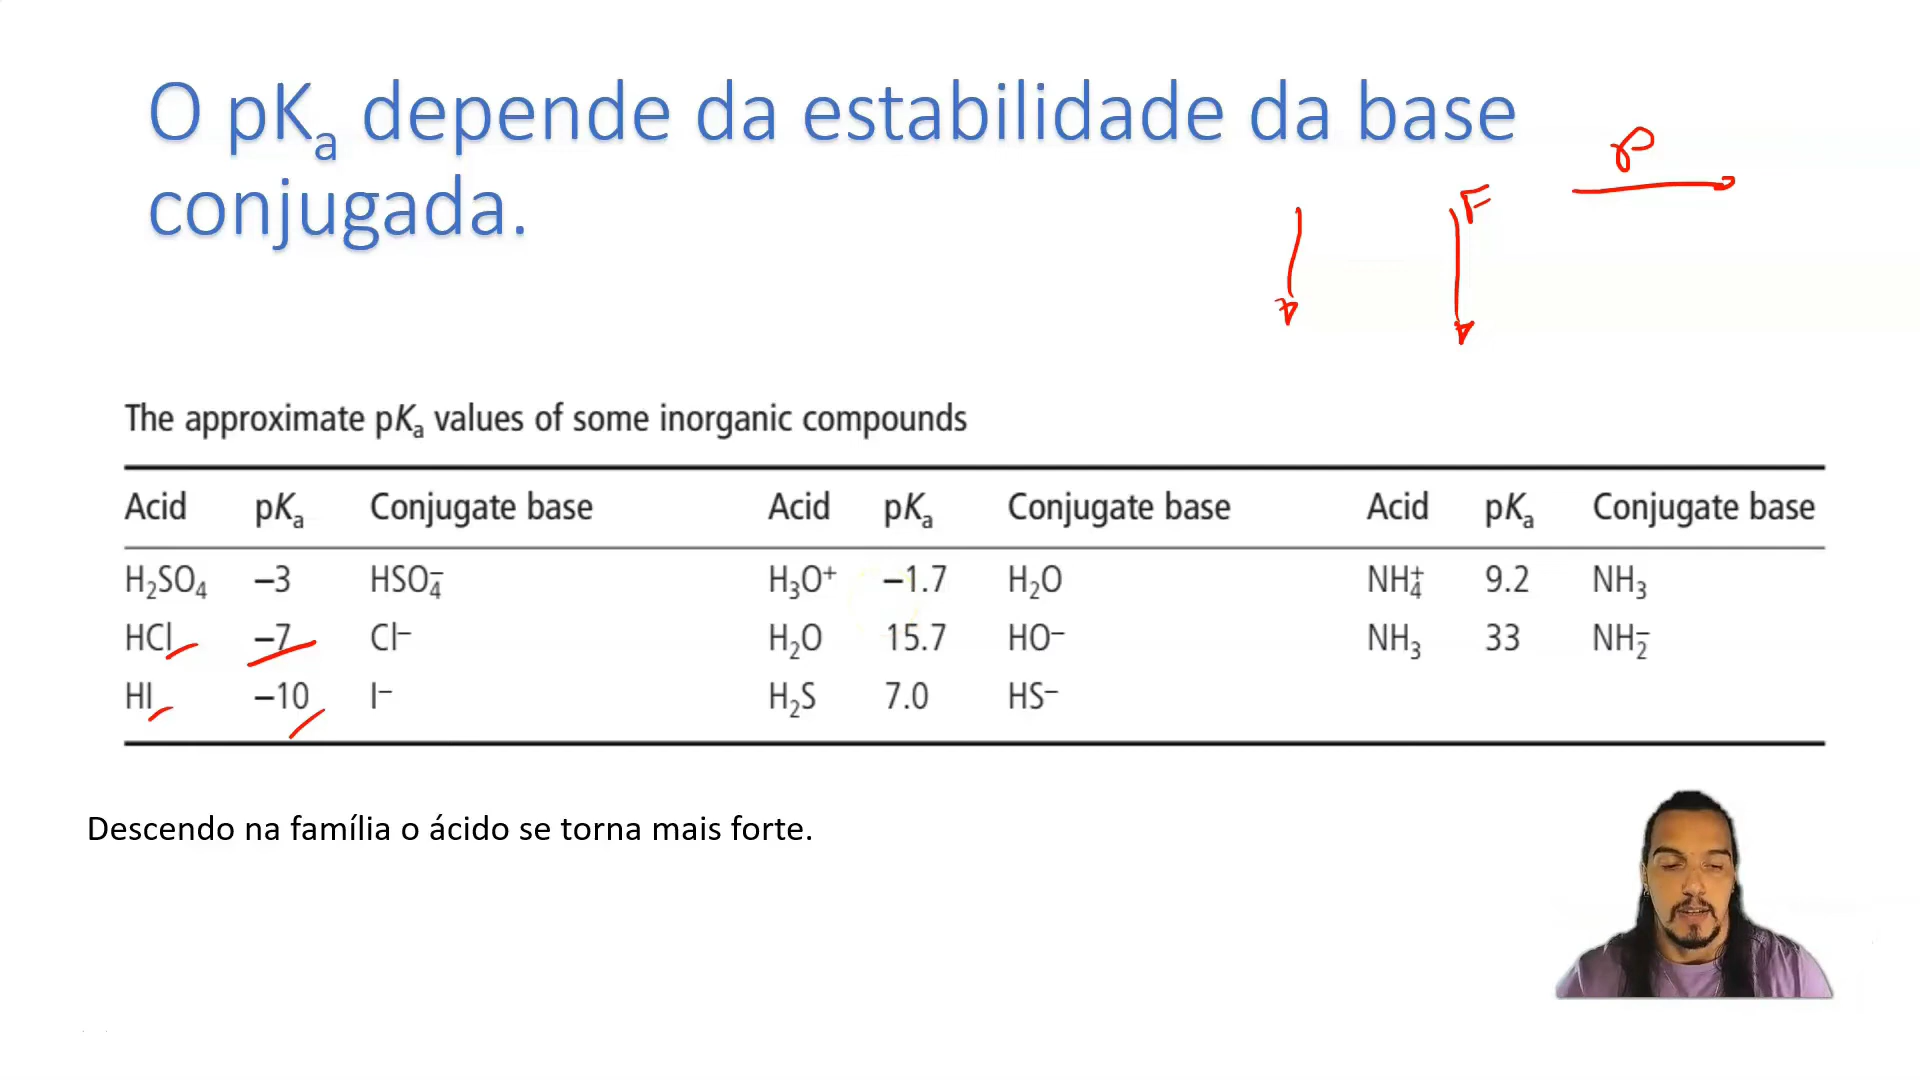 O pKa depende da estabilidade da base
conjugada.
P
F
The approximate pKa values of some inorganic compounds
Acid pKa Conjugate base Acid pKa Conjugate base Acid pKa Conjugate base
H2SO4 –3 HSO4− H3O+ –1.7 H2O NH4+ 9.2 NH3
HCl –7 Cl− H2O 15.7 HO− NH3 33 NH2−
HI –10 I− H2S 7.0 HS−
Descendo na família o ácido se torna mais forte.